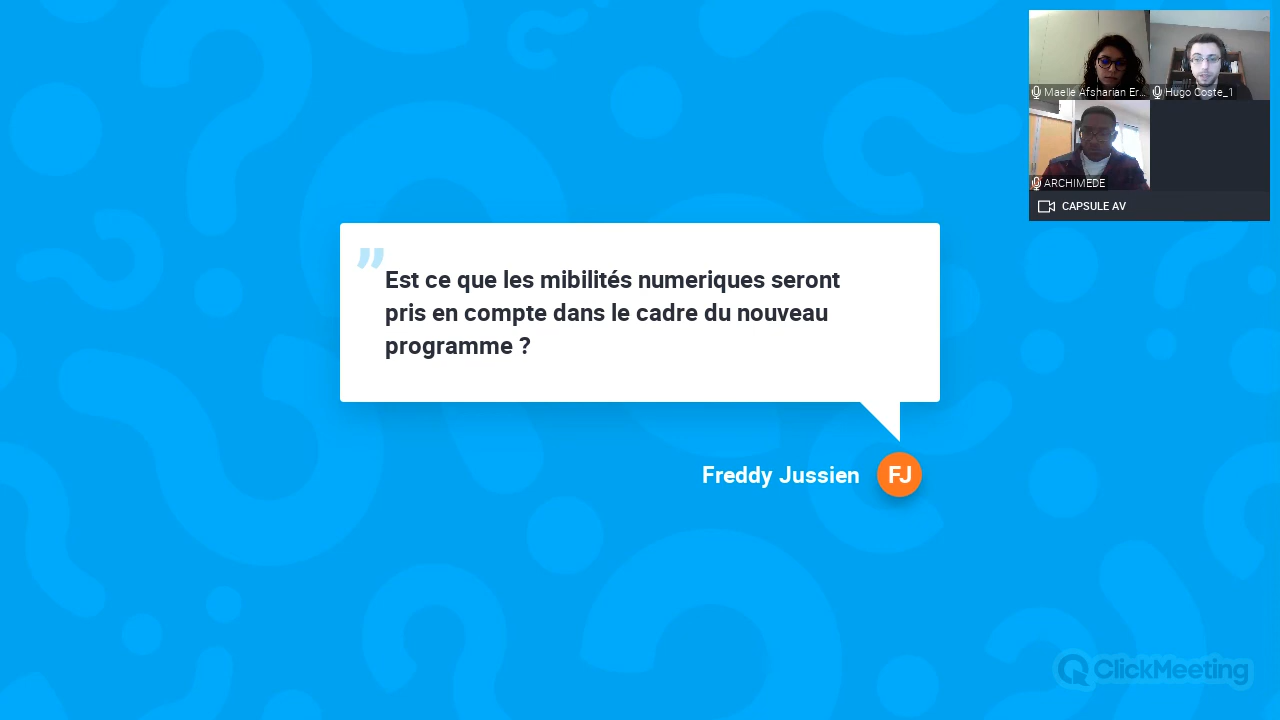 Maelle Afsharian Er...
Hugo Coste_1
ARCHIMEDE
CAPSULE AV
Est ce que les mibilités numeriques seront
pris en compte dans le cadre du nouveau
programme ?
Freddy Jussien
FJ
ClickMeeting